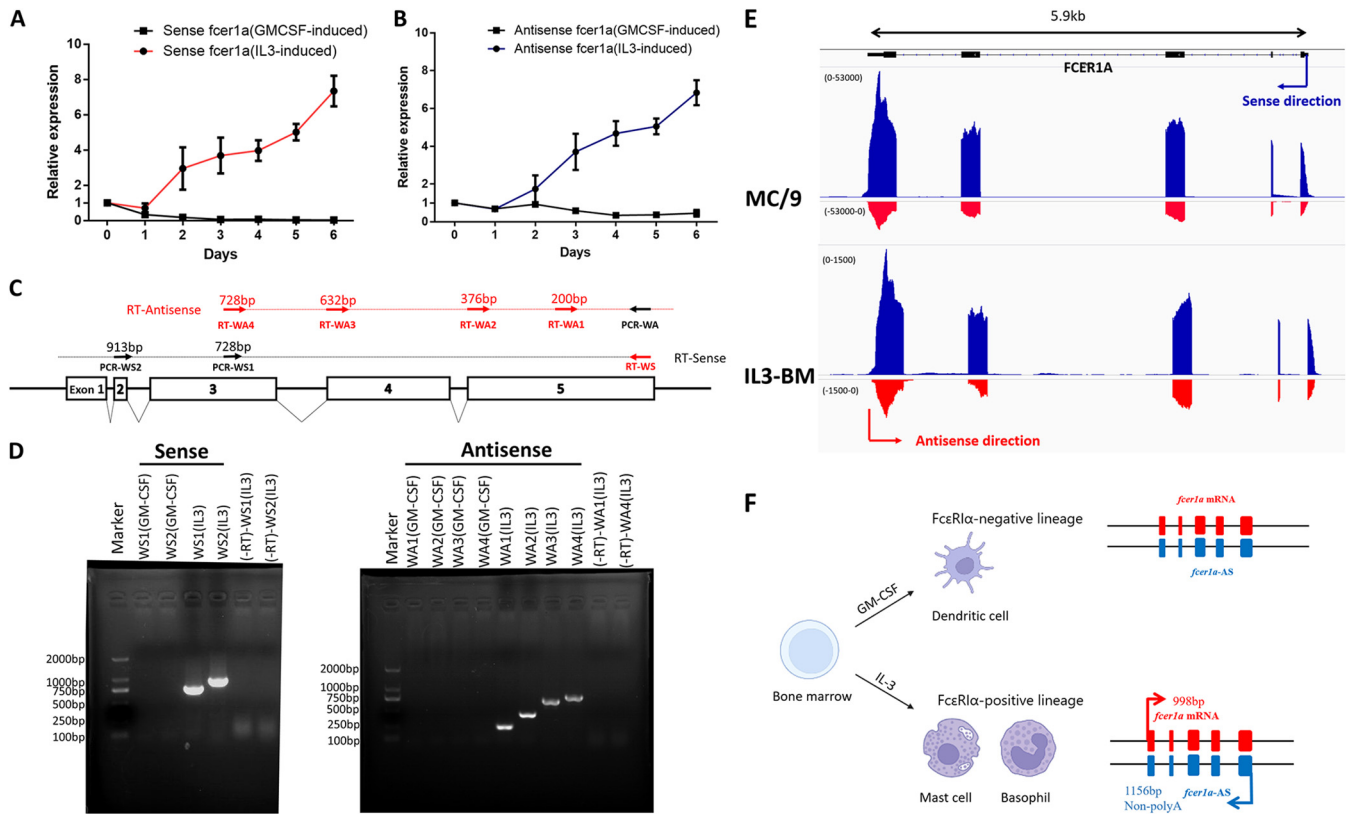 A
Sense fcer1a(GMCSF-induced)
Sense fcer1a(IL3-induced)
Relative expression
10
8
6
4
2
1
0
0 1 2 3 4 5 6
Days
B
Antisense fcer1a(GMCSF-induced)
Antisense fcer1a(IL3-induced)
Relative expression
10
8
6
4
2
1
0
0 1 2 3 4 5 6
Days
C
RT-Antisense
728bp 632bp 376bp 200bp
RT-WA4 RT-WA3 RT-WA2 RT-WA1 PCR-WA
913bp 728bp
PCR-WS2 PCR-WS1 RT-WS
RT-Sense
Exon 1 2 3 4 5
D
Sense
Marker
WS1(GM-CSF)
WS2(GM-CSF)
WS1(IL3)
WS2(IL3)
(-RT)-WS1(IL3)
(-RT)-WS2(IL3)
2000bp
1000bp
750bp
500bp
250bp
100bp
Antisense
Marker
WA1(GM-CSF)
WA2(GM-CSF)
WA3(GM-CSF)
WA4(GM-CSF)
WA1(IL3)
WA2(IL3)
WA3(IL3)
WA4(IL3)
(-RT)-WA1(IL3)
(-RT)-WA4(IL3)
2000bp
1000bp
750bp
500bp
250bp
100bp
E
5.9kb
FCER1A
(0-53000)
Sense direction
MC/9
(-53000-0)
(0-1500)
IL3-BM
(-1500-0)
Antisense direction
F
FcεRIα-negative lineage
fcer1a mRNA
fcer1a-AS
GM-CSF
Dendritic cell
Bone marrow
IL-3
FcεRIα-positive lineage
998bp
fcer1a mRNA
Mast cell Basophil
1156bp
Non-polyA
fcer1a-AS